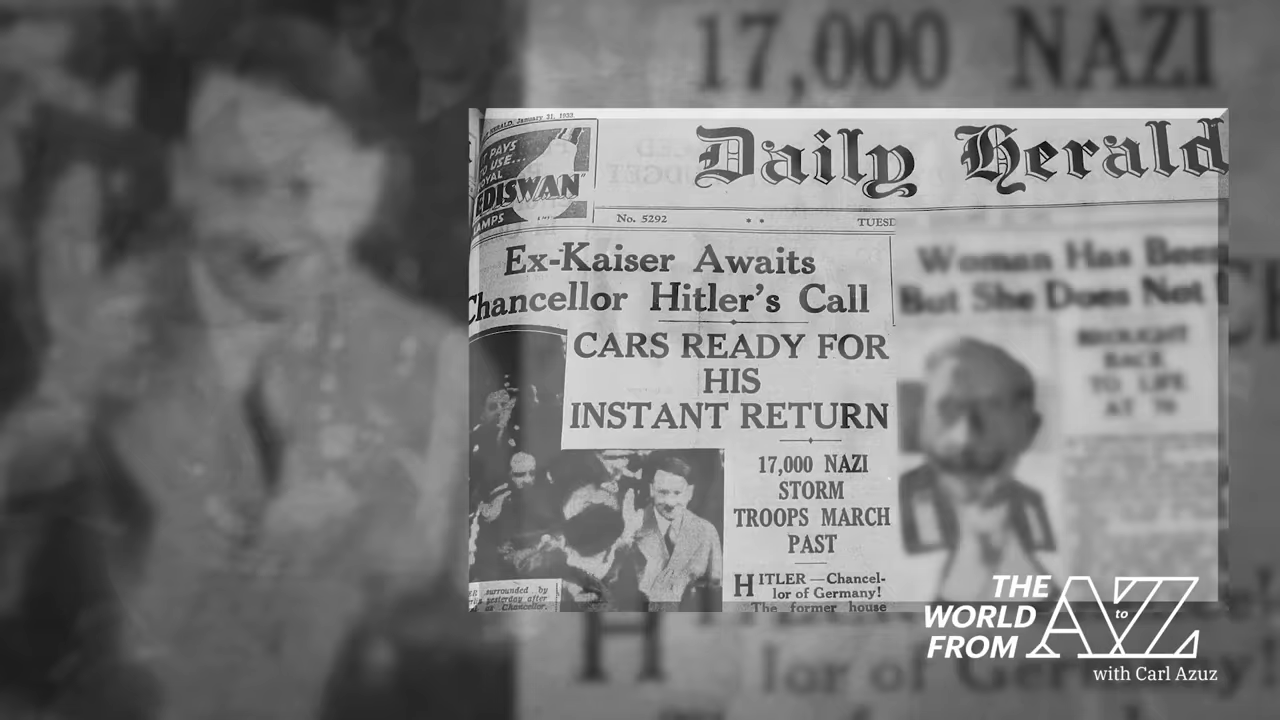 17,000 NAZI
HERALD, January 31, 1933
IT PAYS
TO USE...
ROYAL
EDISWAN
LAMPS
Daily Herald
No. 5292
TUESD
Ex-Kaiser Awaits
Chancellor Hitler's Call
CARS READY FOR
HIS
INSTANT RETURN
17,000 NAZI
STORM
TROOPS MARCH
PAST
HITLER — Chancel-
lor of Germany!
The former house
surrounded by
yesterday after
as Chancellor.
Woman Has Been
But She Does Not
BROUGHT
BACK
TO LIFE
AT 70
H
lor of Germany!
THE
WORLD
FROM
A to Z
with Carl Azuz